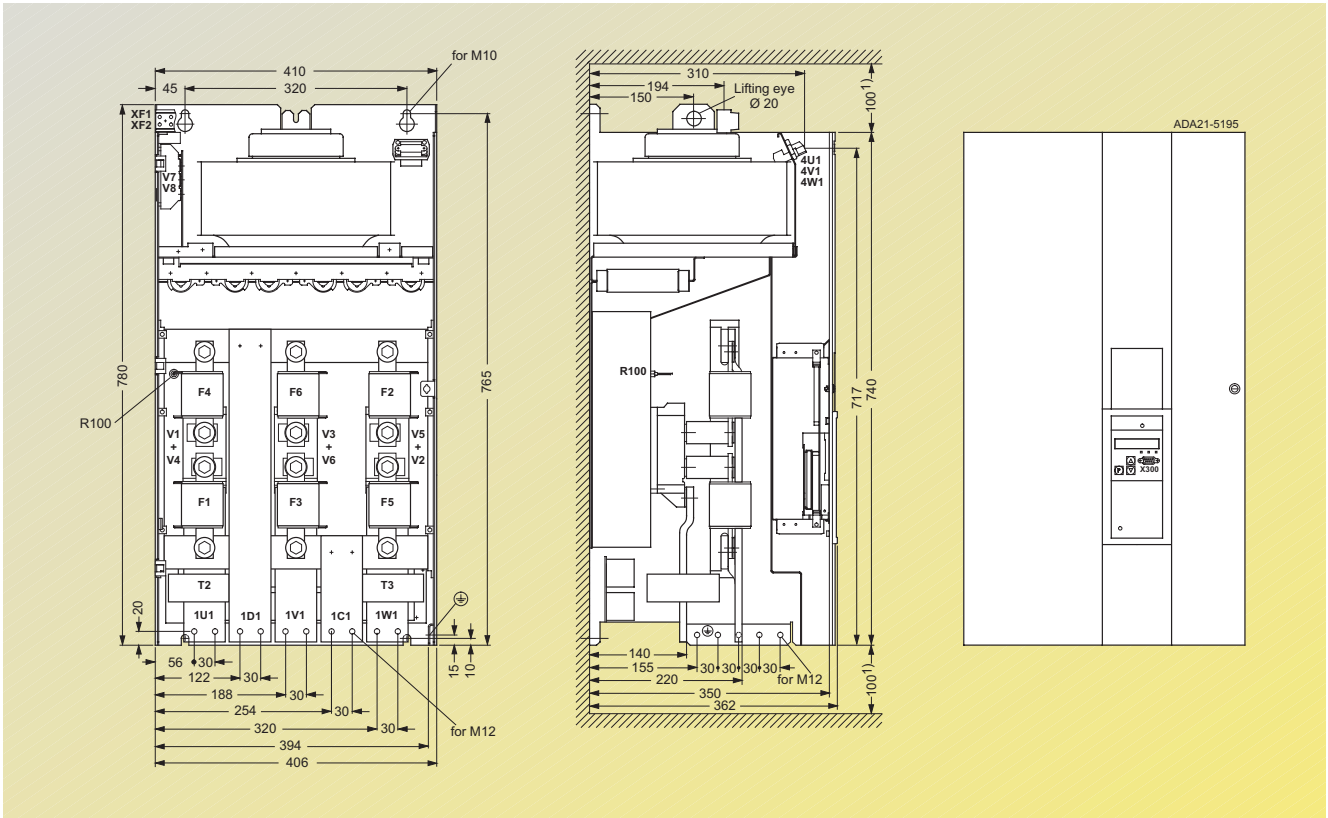 for M10
410
45
320
XF1
XF2
V7
V8
780
765
R100
F4
F6
F2
V1
+
V4
V3
+
V6
V5
+
V2
F1
F3
F5
T2
T3
1U1
1D1
1V1
1C1
1W1
20
56
30
122
30
188
30
254
30
320
30
394
406
15
10
for M12
310
194
150
Lifting eye
Ø 20
100 1)
4U1
4V1
4W1
R100
717
740
140
155
30
30
30
30
220
for M12
350
362
100 1)
ADA21-5195
X300
P